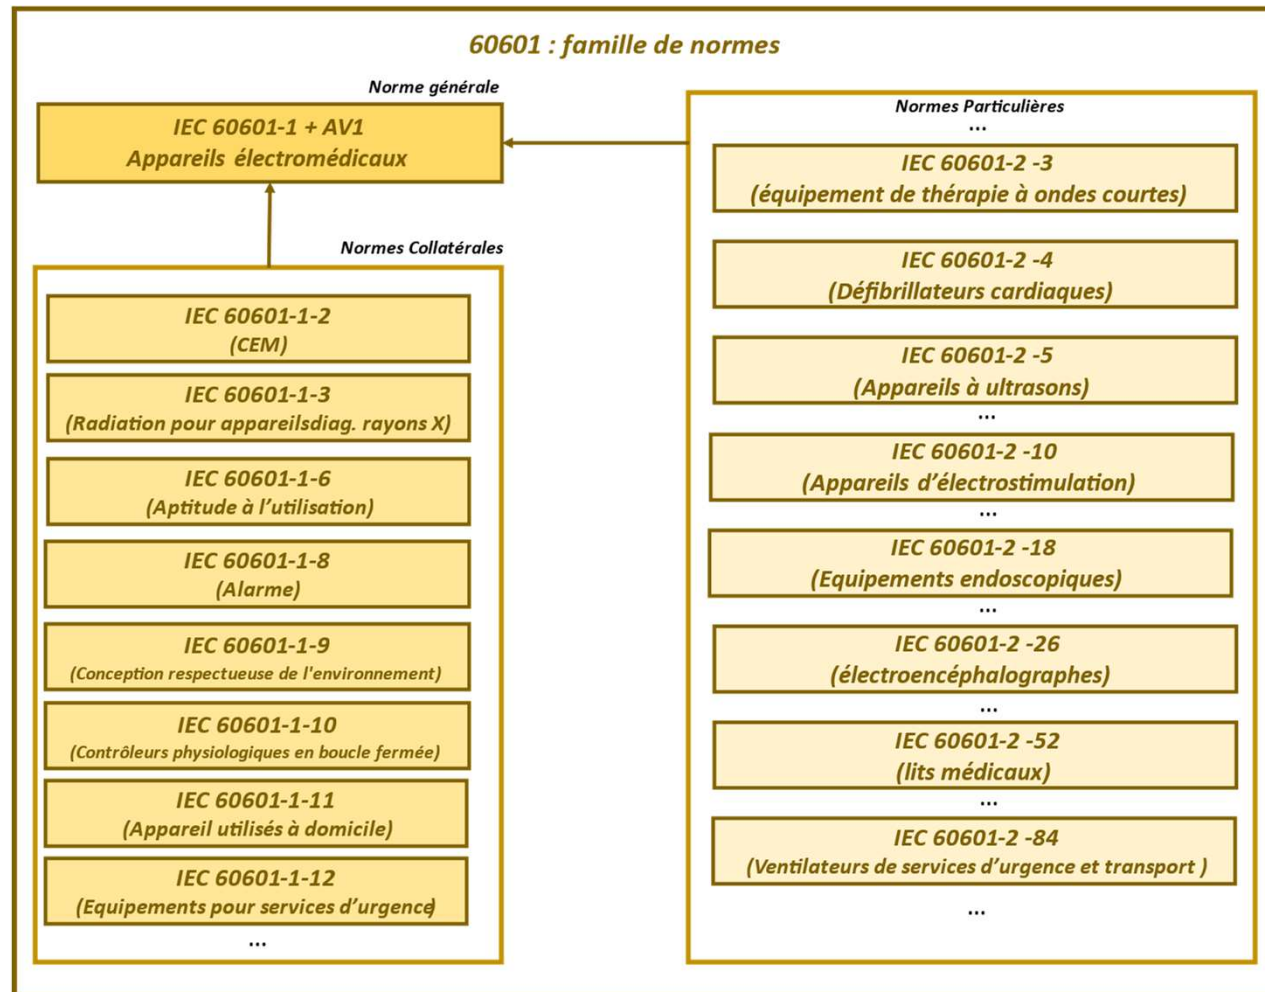 60601 : famille de normes
Norme générale
IEC 60601-1 + AV1
Appareils électromédicaux
Normes Collatérales
IEC 60601-1-2
(CEM)
IEC 60601-1-3
(Radiation pour appareilsdiag. rayons X)
IEC 60601-1-6
(Aptitude à l’utilisation)
IEC 60601-1-8
(Alarme)
IEC 60601-1-9
(Conception respectueuse de l'environnement)
IEC 60601-1-10
(Contrôleurs physiologiques en boucle fermée)
IEC 60601-1-11
(Appareil utilisés à domicile)
IEC 60601-1-12
(Equipements pour services d’urgence)
...
Normes Particulières
...
IEC 60601-2 -3
(équipement de thérapie à ondes courtes)
IEC 60601-2 -4
(Défibrillateurs cardiaques)
IEC 60601-2 -5
(Appareils à ultrasons)
...
IEC 60601-2 -10
(Appareils d’électrostimulation)
...
IEC 60601-2 -18
(Equipements endoscopiques)
...
IEC 60601-2 -26
(électroencéphalographes)
...
IEC 60601-2 -52
(lits médicaux)
...
IEC 60601-2 -84
(Ventilateurs de services d’urgence et transport )
...